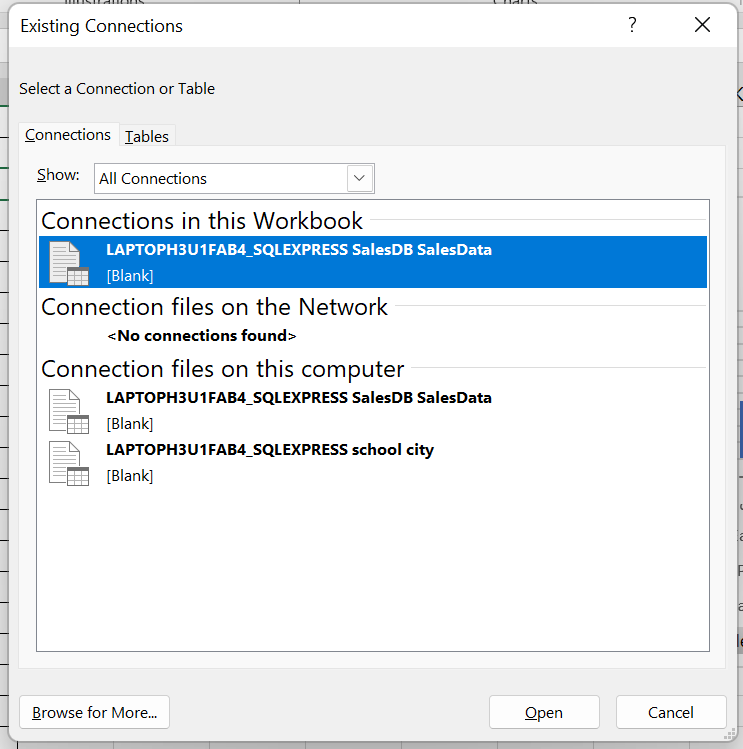 Existing Connections
?
Select a Connection or Table
Connections
Tables
Show:
All Connections
Connections in this Workbook
LAPTOPH3U1FAB4_SQLEXPRESS SalesDB SalesData
[Blank]
Connection files on the Network
<No connections found>
Connection files on this computer
LAPTOPH3U1FAB4_SQLEXPRESS SalesDB SalesData
[Blank]
LAPTOPH3U1FAB4_SQLEXPRESS school city
[Blank]
Browse for More...
Open
Cancel